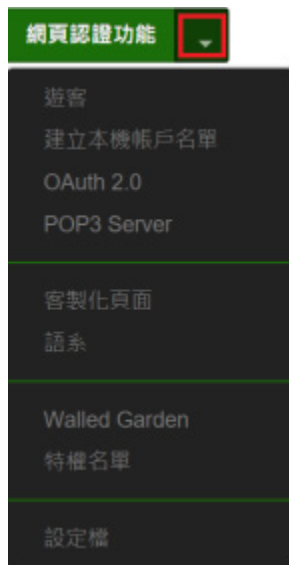 網頁認證功能
遊客
建立本機帳戶名單
OAuth 2.0
POP3 Server
客製化頁面
語系
Walled Garden
特權名單
設定檔